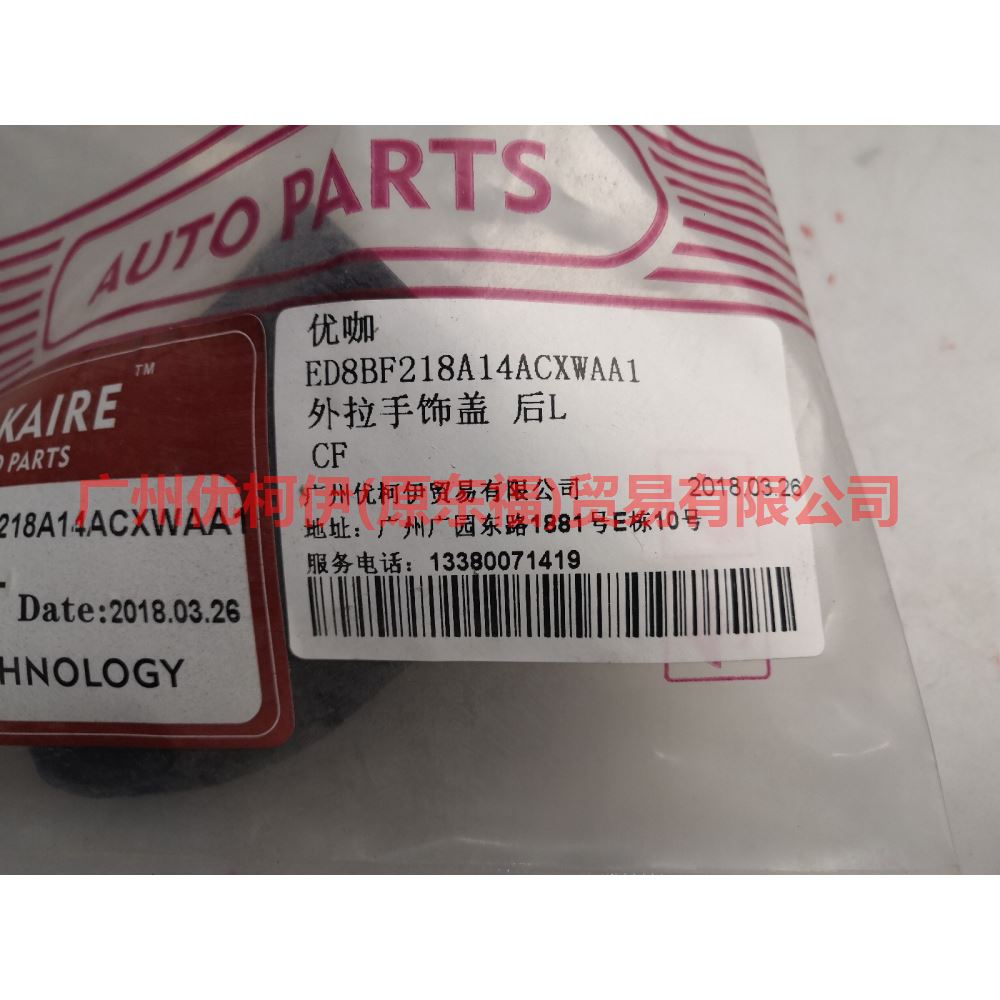 AUTO PARTS
优咖
ED8BF218A14ACXWAA1
外拉手饰盖 后L
CF
广州优柯伊贸易有限公司 2018.03.26
地址：广州广园东路1881号E栋10号
服务电话：13380071419
KAIRE TM
PARTS
218A14ACXWAA1
Date:2018.03.26
HNOLOGY
广州优柯伊(原东福)贸易有限公司